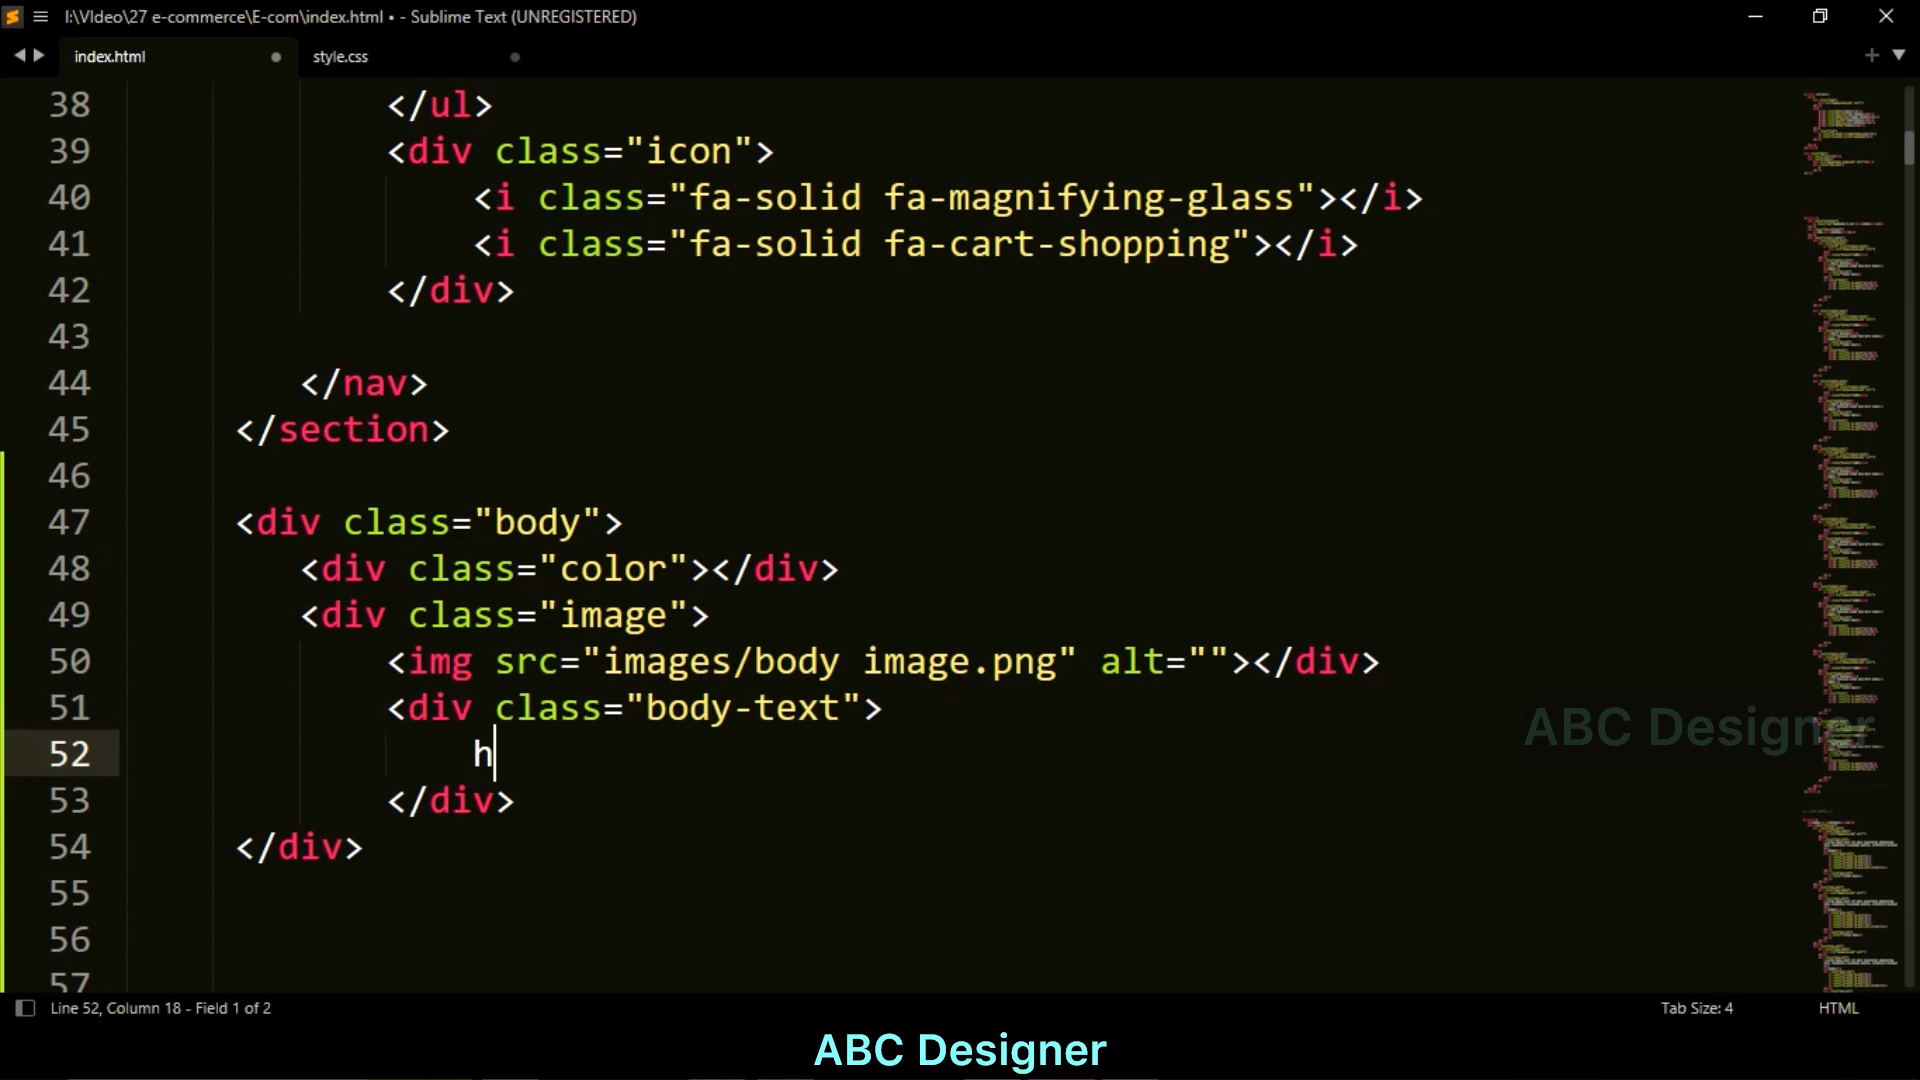 I:\VIdeo\27 e-commerce\E-com\index.html • - Sublime Text (UNREGISTERED)
index.html style.css
38 </ul>
39 <div class="icon">
40 <i class="fa-solid fa-magnifying-glass"></i>
41 <i class="fa-solid fa-cart-shopping"></i>
42 </div>
43
44 </nav>
45 </section>
46
47 <div class="body">
48 <div class="color"></div>
49 <div class="image">
50 <img src="images/body image.png" alt=""></div>
51 <div class="body-text">
ABC Designer
52 h
53 </div>
54 </div>
55
56
57
Line 52, Column 18 - Field 1 of 2 Tab Size: 4 HTML
ABC Designer